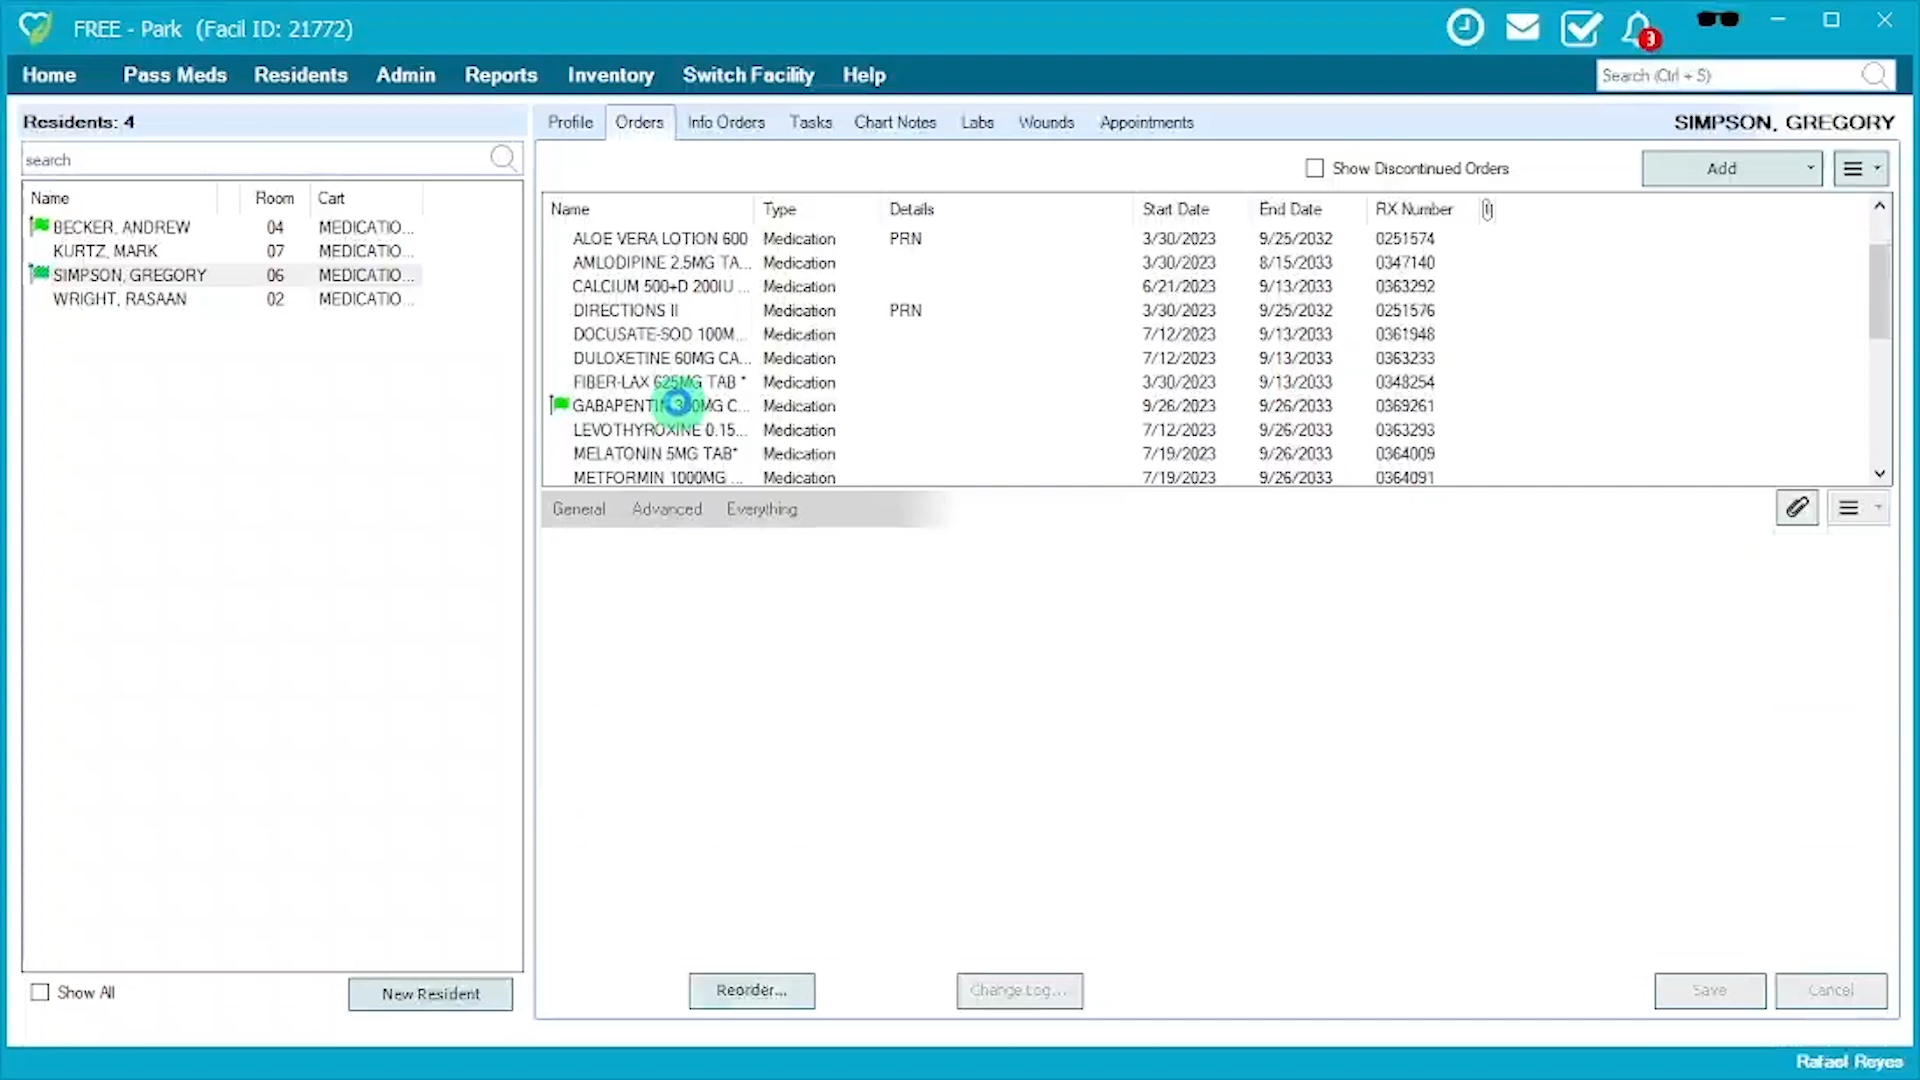 FREE - Park (Facil ID: 21772)
3
Home Pass Meds Residents Admin Reports Inventory Switch Facility Help
Search (Ctrl + S)
Residents: 4
Profile Orders Info Orders Tasks Chart Notes Labs Wounds Appointments
SIMPSON, GREGORY
search
Show Discontinued Orders
Add
Name Room Cart
BECKER, ANDREW 04 MEDICATIO...
KURTZ, MARK 07 MEDICATIO...
SIMPSON, GREGORY 06 MEDICATIO...
WRIGHT, RASAAN 02 MEDICATIO...
Name Type Details Start Date End Date RX Number
ALOE VERA LOTION 600 Medication PRN 3/30/2023 9/25/2032 0251574
AMLODIPINE 2.5MG TA... Medication 3/30/2023 8/15/2033 0347140
CALCIUM 500+D 200IU ... Medication 6/21/2023 9/13/2033 0363292
DIRECTIONS II Medication PRN 3/30/2023 9/25/2032 0251576
DOCUSATE-SOD 100M... Medication 7/12/2023 9/13/2033 0361948
DULOXETINE 60MG CA... Medication 7/12/2023 9/13/2033 0363233
FIBER-LAX 625MG TAB * Medication 3/30/2023 9/13/2033 0348254
GABAPENTIN 300MG C... Medication 9/26/2023 9/26/2033 0369261
LEVOTHYROXINE 0.15... Medication 7/12/2023 9/26/2033 0363293
MELATONIN 5MG TAB* Medication 7/19/2023 9/26/2033 0364009
METFORMIN 1000MG ... Medication 7/19/2023 9/26/2033 0364091
General Advanced Everything
Show All
New Resident
Reorder...
Change Log...
Save
Cancel
Rafael Reyes